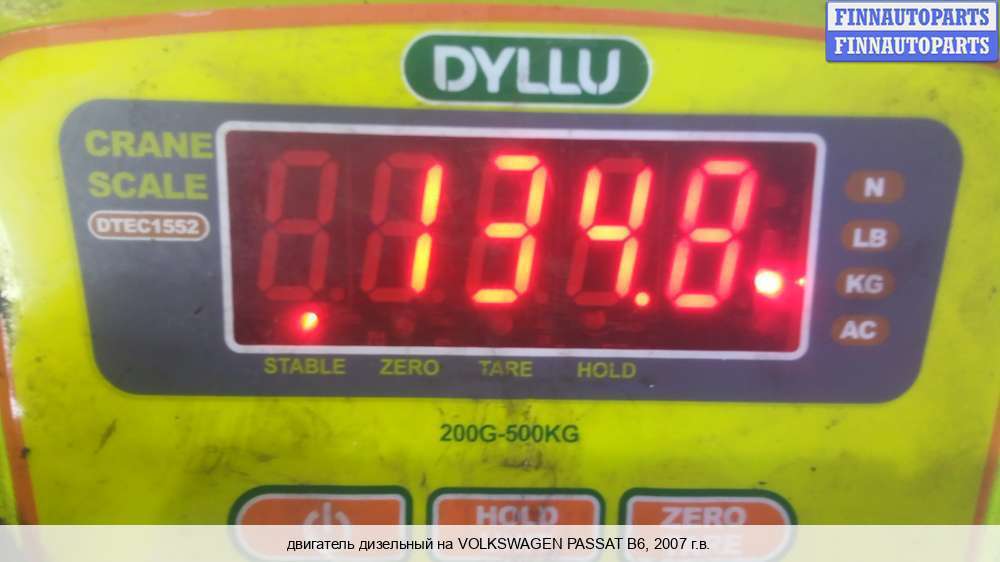 FINNAUTOPARTS
FINNAUTOPARTS
DYLLU
CRANE
SCALE
DTEC1552
134.8
N
LB
KG
AC
STABLE ZERO TARE HOLD
200G-500KG
HOLD ZERO
двигатель дизельный на VOLKSWAGEN PASSAT B6, 2007 г.в.